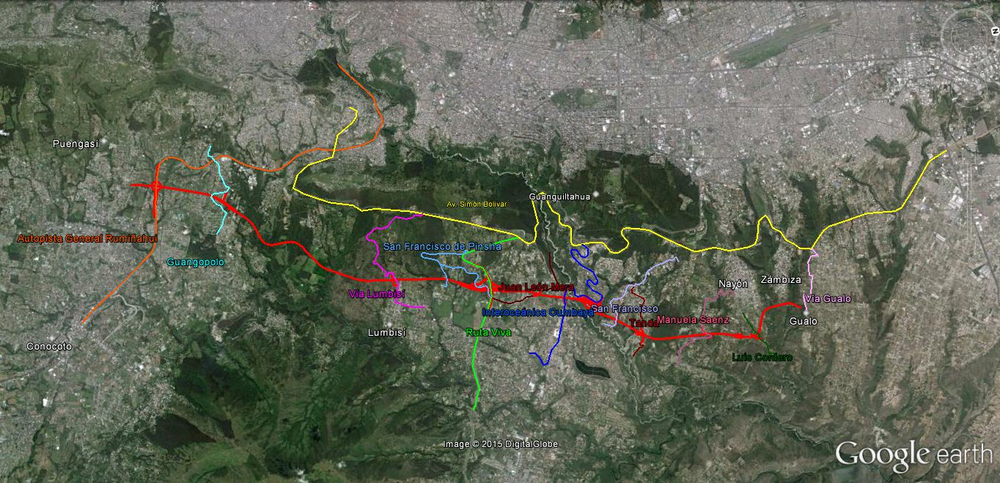 N
Puengasí
Guanguiltahua
Av. Simón Bolivar
Autopista General Rumiñahui
San Francisco de Pinsha
Guangopolo
Zámbiza
Nayón
Juan León Mera
Vía Lumbisí
Vía Gualo
San Francisco
Interoceánica Cumbayá
Tanda
Manuela Saenz
Gualo
Ruta Viva
Lumbisí
Conocoto
Luis Cordero
Image © 2015 DigitalGlobe
Google earth